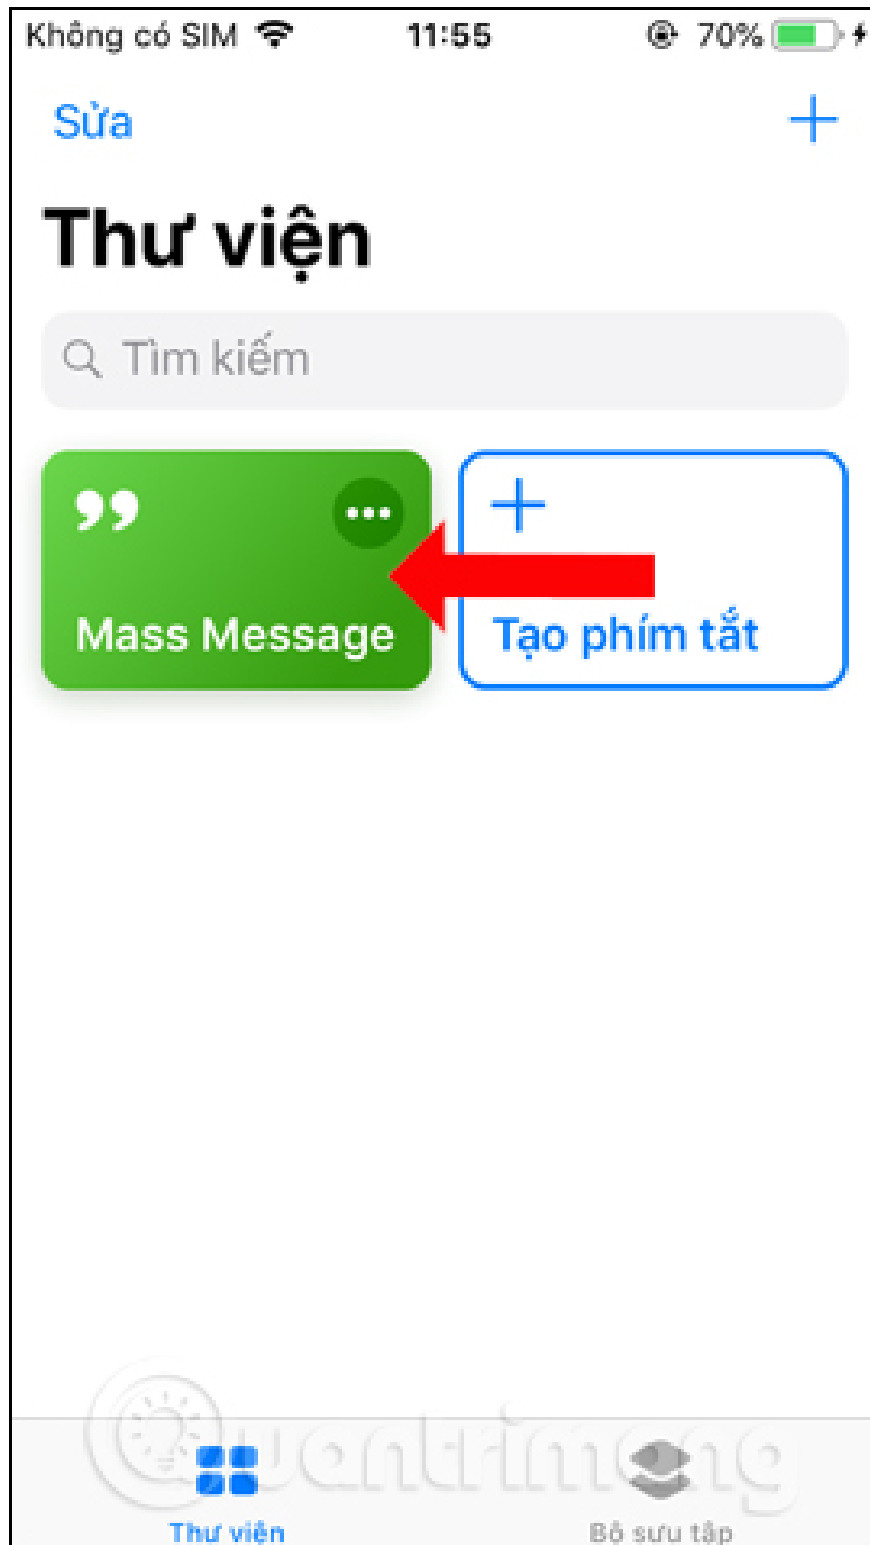 Không có SIM 11:55 70%
Sửa
Thư viện
Tìm kiếm
Mass Message
Tạo phím tắt
Quantrimang
Thư viện Bộ sưu tập